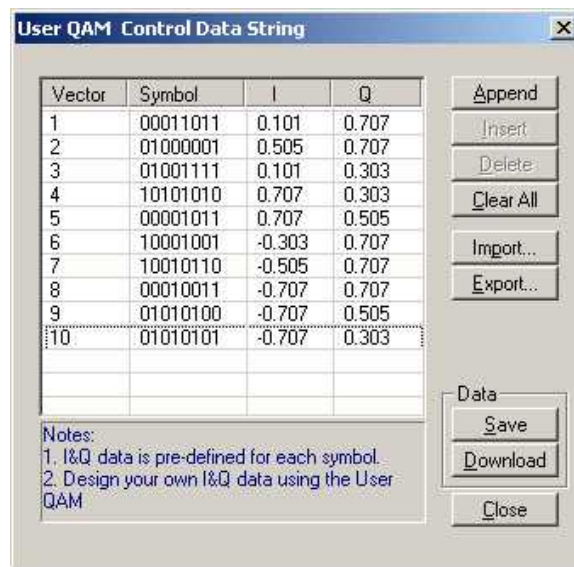 User QAM Control Data String
Vector Symbol I Q
1 00011011 0.101 0.707
2 01000001 0.505 0.707
3 01001111 0.101 0.303
4 10101010 0.707 0.303
5 00001011 0.707 0.505
6 10001001 -0.303 0.707
7 10010110 -0.505 0.707
8 00010011 -0.707 0.707
9 01010100 -0.707 0.505
10 01010101 -0.707 0.303
Notes:
1. I&Q data is pre-defined for each symbol.
2. Design your own I&Q data using the User
QAM
Append
Insert
Delete
Clear All
Import...
Export...
Data
Save
Download
Close